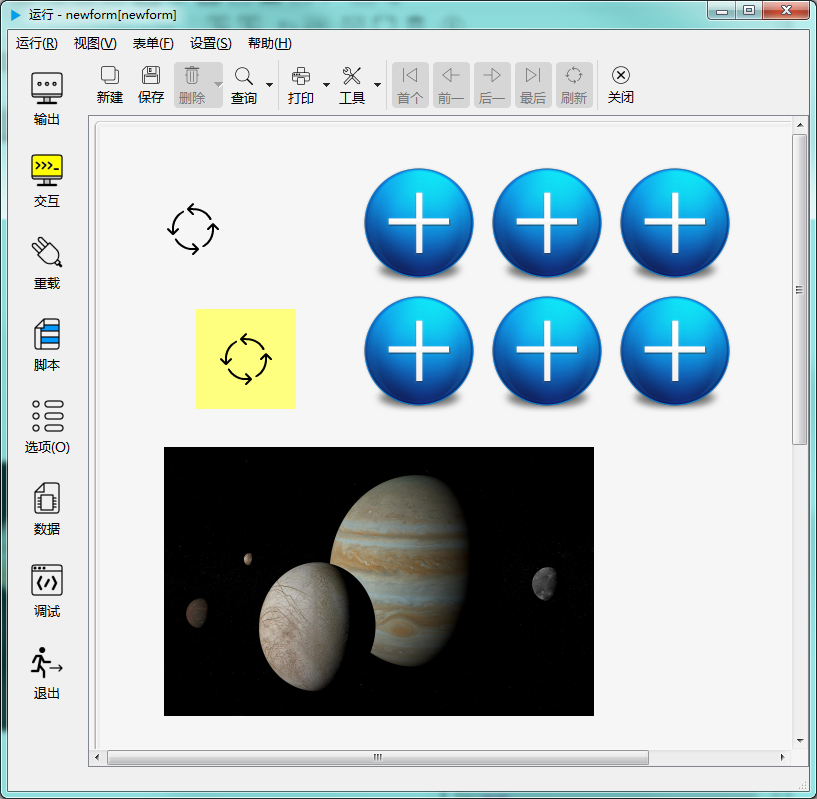 运行 - newform[newform]
运行(R) 视图(V) 表单(F) 设置(S) 帮助(H)
新建 保存 删除 查询 打印 工具 首个 前一 后一 最后 刷新 关闭
输出
交互
重载
脚本
选项(O)
数据
调试
退出